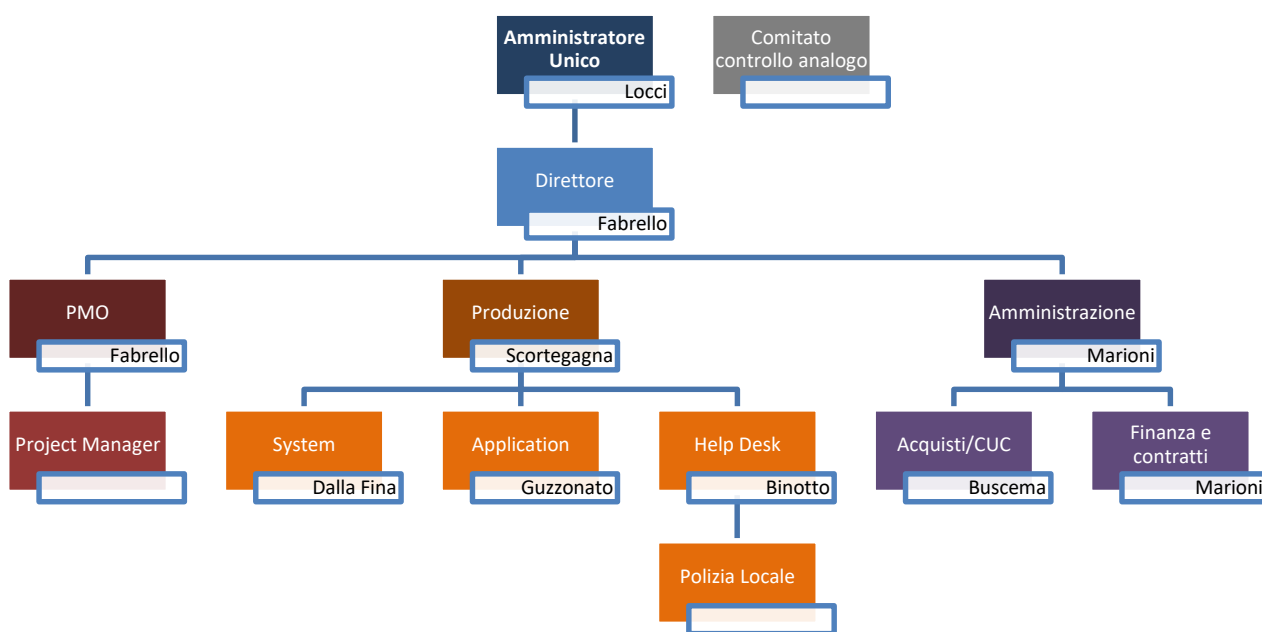 Amministratore
Unico
Locci
Comitato
controllo analogo
Direttore
Fabrello
PMO
Fabrello
Produzione
Scortegagna
Amministrazione
Marioni
Project Manager
System
Dalla Fina
Application
Guzzonato
Help Desk
Binotto
Acquisti/CUC
Buscema
Finanza e
contratti
Marioni
Polizia Locale